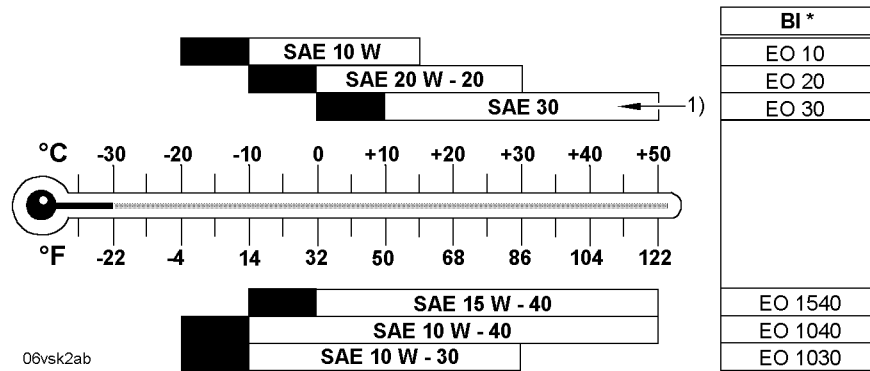 BI *
SAE 10 W EO 10
SAE 20 W - 20 EO 20
SAE 30 1) EO 30
°C -30 -20 -10 0 +10 +20 +30 +40 +50
°F -22 -4 14 32 50 68 86 104 122
SAE 15 W - 40 EO 1540
SAE 10 W - 40 EO 1040
SAE 10 W - 30 EO 1030
06vsk2ab